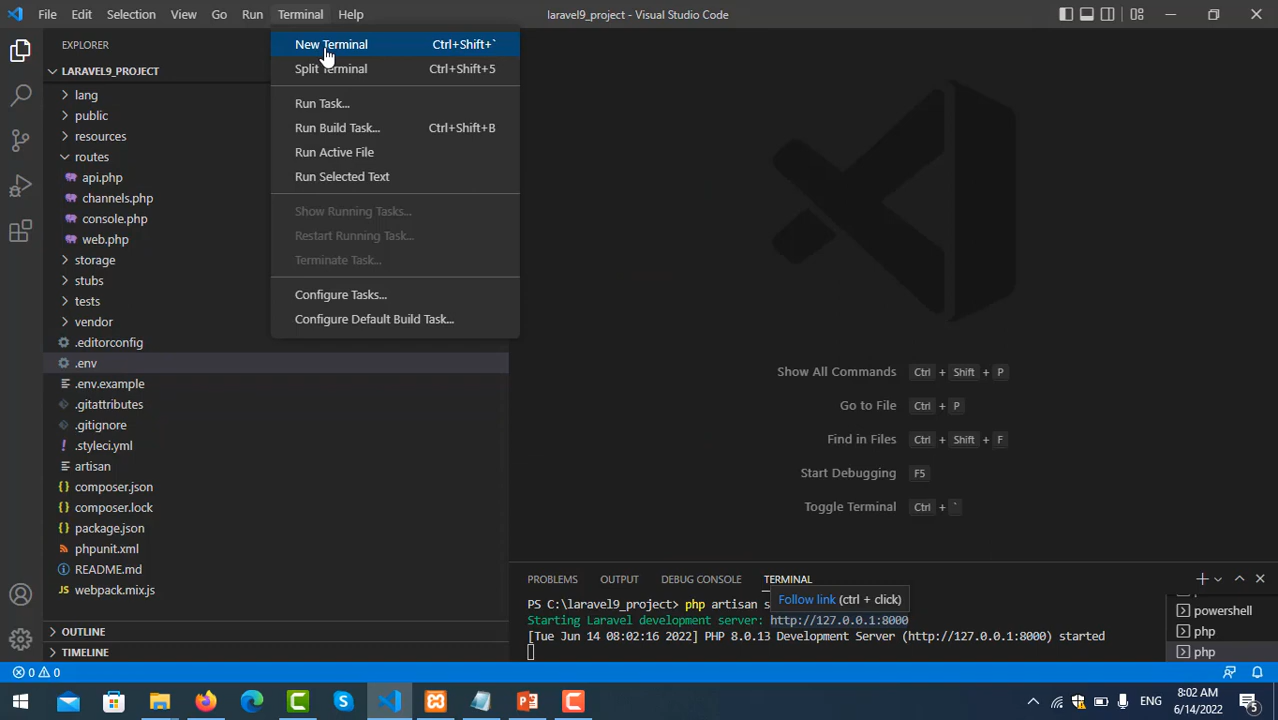 File Edit Selection View Go Run Terminal Help
laravel9_project - Visual Studio Code
EXPLORER
LARAVEL9_PROJECT
lang
public
resources
routes
api.php
channels.php
console.php
web.php
storage
stubs
tests
vendor
.editorconfig
.env
.env.example
.gitattributes
.gitignore
.styleci.yml
artisan
composer.json
composer.lock
package.json
phpunit.xml
README.md
webpack.mix.js
OUTLINE
TIMELINE
New Terminal Ctrl+Shift+`
Split Terminal Ctrl+Shift+5
Run Task...
Run Build Task... Ctrl+Shift+B
Run Active File
Run Selected Text
Show Running Tasks...
Restart Running Task...
Terminate Task...
Configure Tasks...
Configure Default Build Task...
Show All Commands Ctrl + Shift + P
Go to File Ctrl + P
Find in Files Ctrl + Shift + F
Start Debugging F5
Toggle Terminal Ctrl + `
PROBLEMS OUTPUT DEBUG CONSOLE TERMINAL
Follow link (ctrl + click)
PS C:\laravel9_project> php artisan s
Starting Laravel development server: http://127.0.0.1:8000
[Tue Jun 14 08:02:16 2022] PHP 8.0.13 Development Server (http://127.0.0.1:8000) started
powershell
php
php
0 0
ENG
8:02 AM
6/14/2022
5